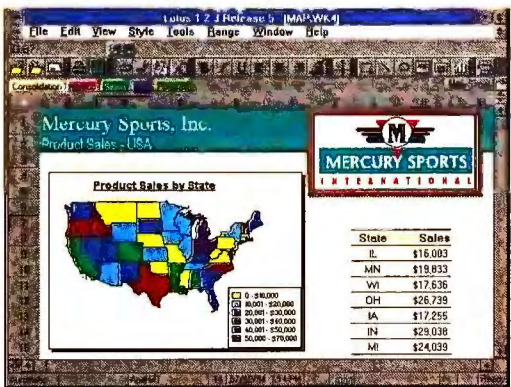 Lotus 1-2-3 Release 5 [MAP.WK4]
File Edit View Style Tools Range Window Help
Consolidation
Mercury Sports, Inc.
Product Sales - USA
M
MERCURY SPORTS
INTERNATIONAL
Product Sales by State
0 - $10,000
10,001 - $20,000
20,001 - $30,000
30,001 - $40,000
40,001 - $50,000
50,000 - $70,000
State Sales
IL $16,003
MN $19,833
WI $17,636
OH $26,739
IA $17,255
IN $29,038
MI $24,039